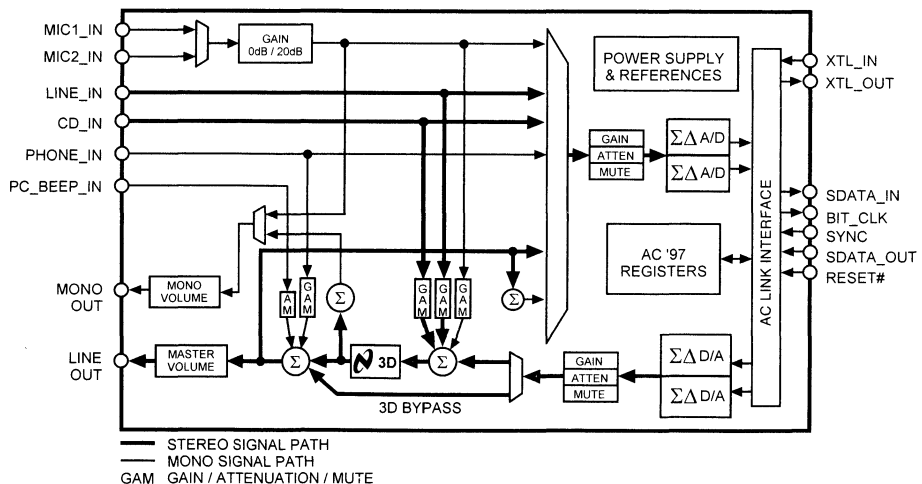 MIC1_IN
MIC2_IN
LINE_IN
CD_IN
PHONE_IN
PC_BEEP_IN
MONO
OUT
LINE
OUT
GAIN
0dB / 20dB
POWER SUPPLY
& REFERENCES
GAIN
ATTEN
MUTE
ΣΔ A/D
ΣΔ A/D
AC '97
REGISTERS
AC LINK INTERFACE
XTL_IN
XTL_OUT
SDATA_IN
BIT_CLK
SYNC
SDATA_OUT
RESET#
MONO
VOLUME
AM
GAM
Σ
GAM
GAM
GAM
Σ
MASTER
VOLUME
Σ
3D
Σ
GAIN
ATTEN
MUTE
ΣΔ D/A
ΣΔ D/A
3D BYPASS
STEREO SIGNAL PATH
MONO SIGNAL PATH
GAM GAIN / ATTENUATION / MUTE